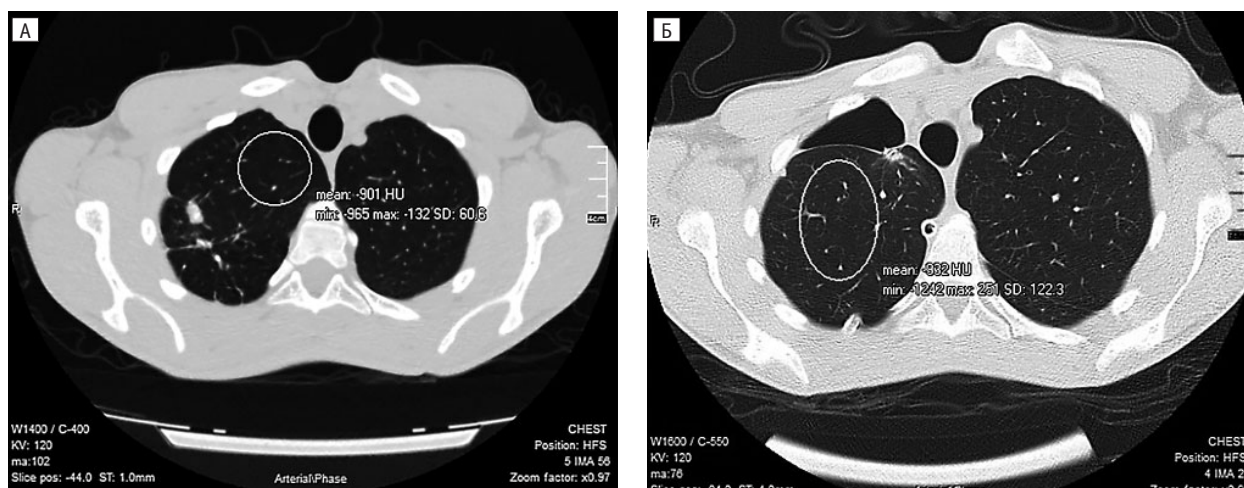 А
R
mean: -901 HU
min: -965 max: -132 SD: 60.6
4cm
W1400 / C-400
KV: 120
ma:102
Slice pos: -44.0 ST: 1.0mm
Arterial\Phase
CHEST
Position: HFS
5 IMA 56
Zoom factor: x0.97
Б
R
mean: -932 HU
min: -1242 max: 251 SD: 122.3
W1600 / C-550
KV: 120
ma:76
CHEST
Position: HFS
4 IMA 2